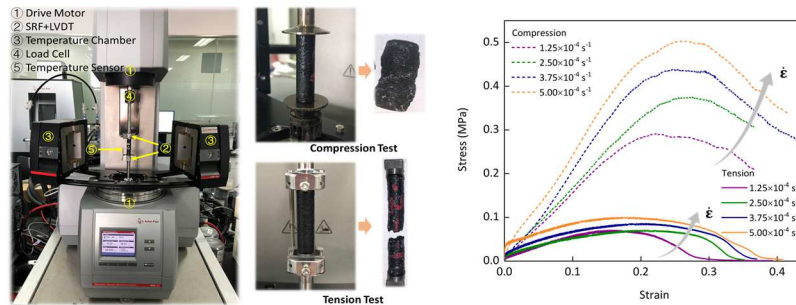 ① Drive Motor
② SRF+LVDT
③ Temperature Chamber
④ Load Cell
⑤ Temperature Sensor
①
④
③
③
②
⑤
①
Compression Test
Tension Test
Compression
1.25×10⁻⁴ s⁻¹
2.50×10⁻⁴ s⁻¹
3.75×10⁻⁴ s⁻¹
5.00×10⁻⁴ s⁻¹
ε̇
Tension
1.25×10⁻⁴ s
2.50×10⁻⁴ s
3.75×10⁻⁴ s
5.00×10⁻⁴ s
ε̇
Stress (MPa)
0.5
0.4
0.3
0.2
0.1
0.0
0.0
0.1
0.2
0.3
0.4
Strain